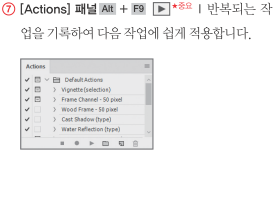 ⑦ [Actions] 패널 Alt + F9 ▶ ★중요 | 반복되는 작
업을 기록하여 다음 작업에 쉽게 적용합니다.
Actions
Default Actions
Vignette (selection)
Frame Channel - 50 pixel
Wood Frame - 50 pixel
Cast Shadow (type)
Water Reflection (type)